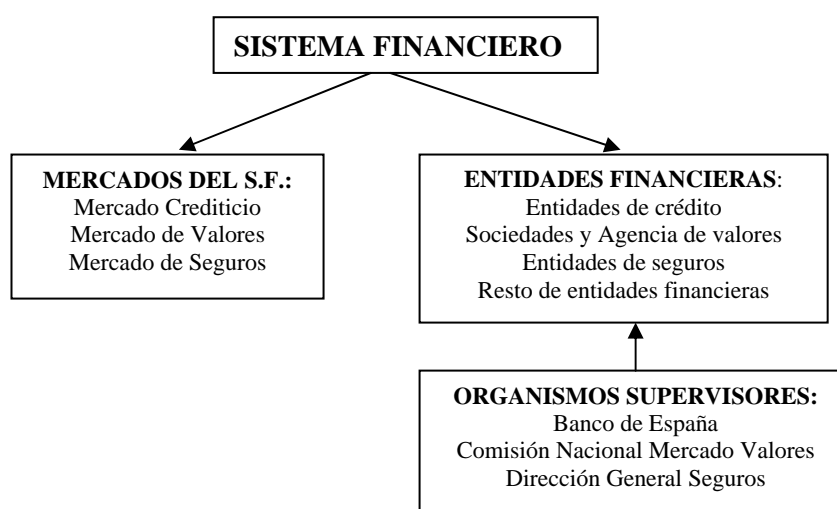 SISTEMA FINANCIERO
MERCADOS DEL S.F.:
Mercado Crediticio
Mercado de Valores
Mercado de Seguros
ENTIDADES FINANCIERAS:
Entidades de crédito
Sociedades y Agencia de valores
Entidades de seguros
Resto de entidades financieras
ORGANISMOS SUPERVISORES:
Banco de España
Comisión Nacional Mercado Valores
Dirección General Seguros